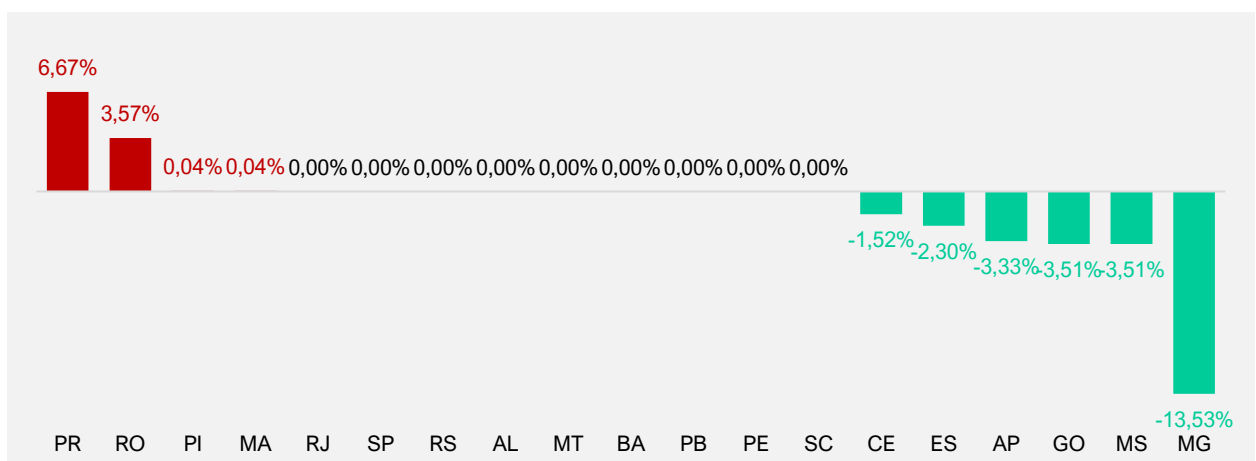 6,67%
3,57%
0,04% 0,04% 0,00% 0,00% 0,00% 0,00% 0,00% 0,00% 0,00% 0,00% 0,00%
-1,52%
-2,30%
-3,33% -3,51% -3,51%
-13,53%
PR RO PI MA RJ SP RS AL MT BA PB PE SC CE ES AP GO MS MG